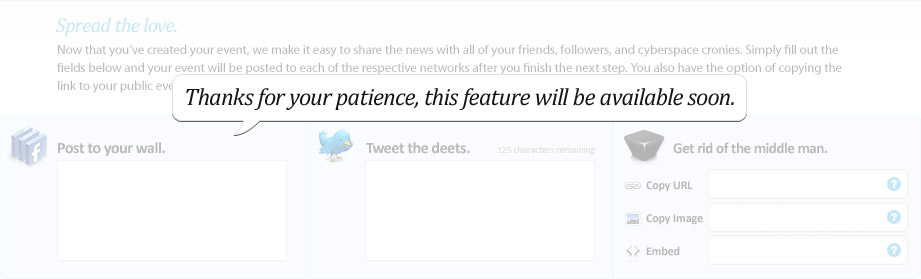 Spread the love.
Now that you've created your event, we make it easy to share the news with all of your friends, followers, and cyberspace cronies. Simply fill out the
fields below and your event will be posted to each of the respective networks after you finish the next step. You also have the option of copying the
link to your public eve
Thanks for your patience, this feature will be available soon.
Post to your wall.
Tweet the deets.
125 characters remaining
Get rid of the middle man.
Copy URL
?
Copy Image
?
Embed
?